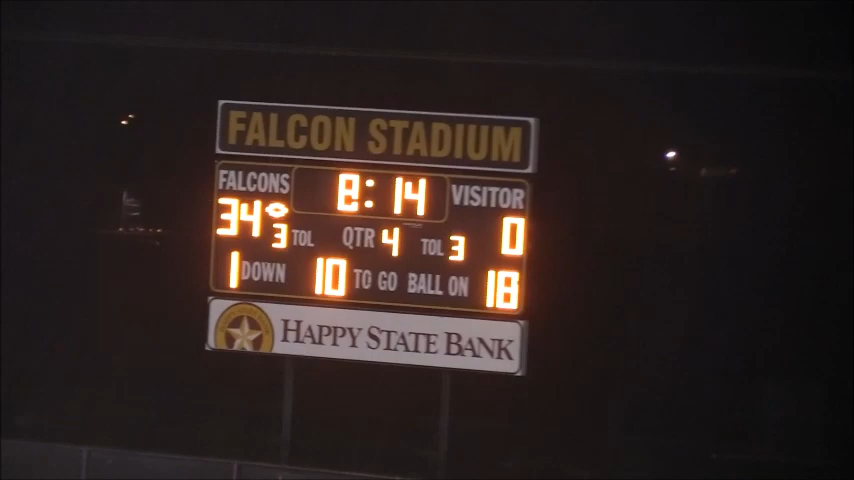 FALCON STADIUM
FALCONS 8:14 VISITOR
34 0
3 TOL QTR 4 TOL 3
1 DOWN 10 TO GO BALL ON 18
HAPPY STATE BANK